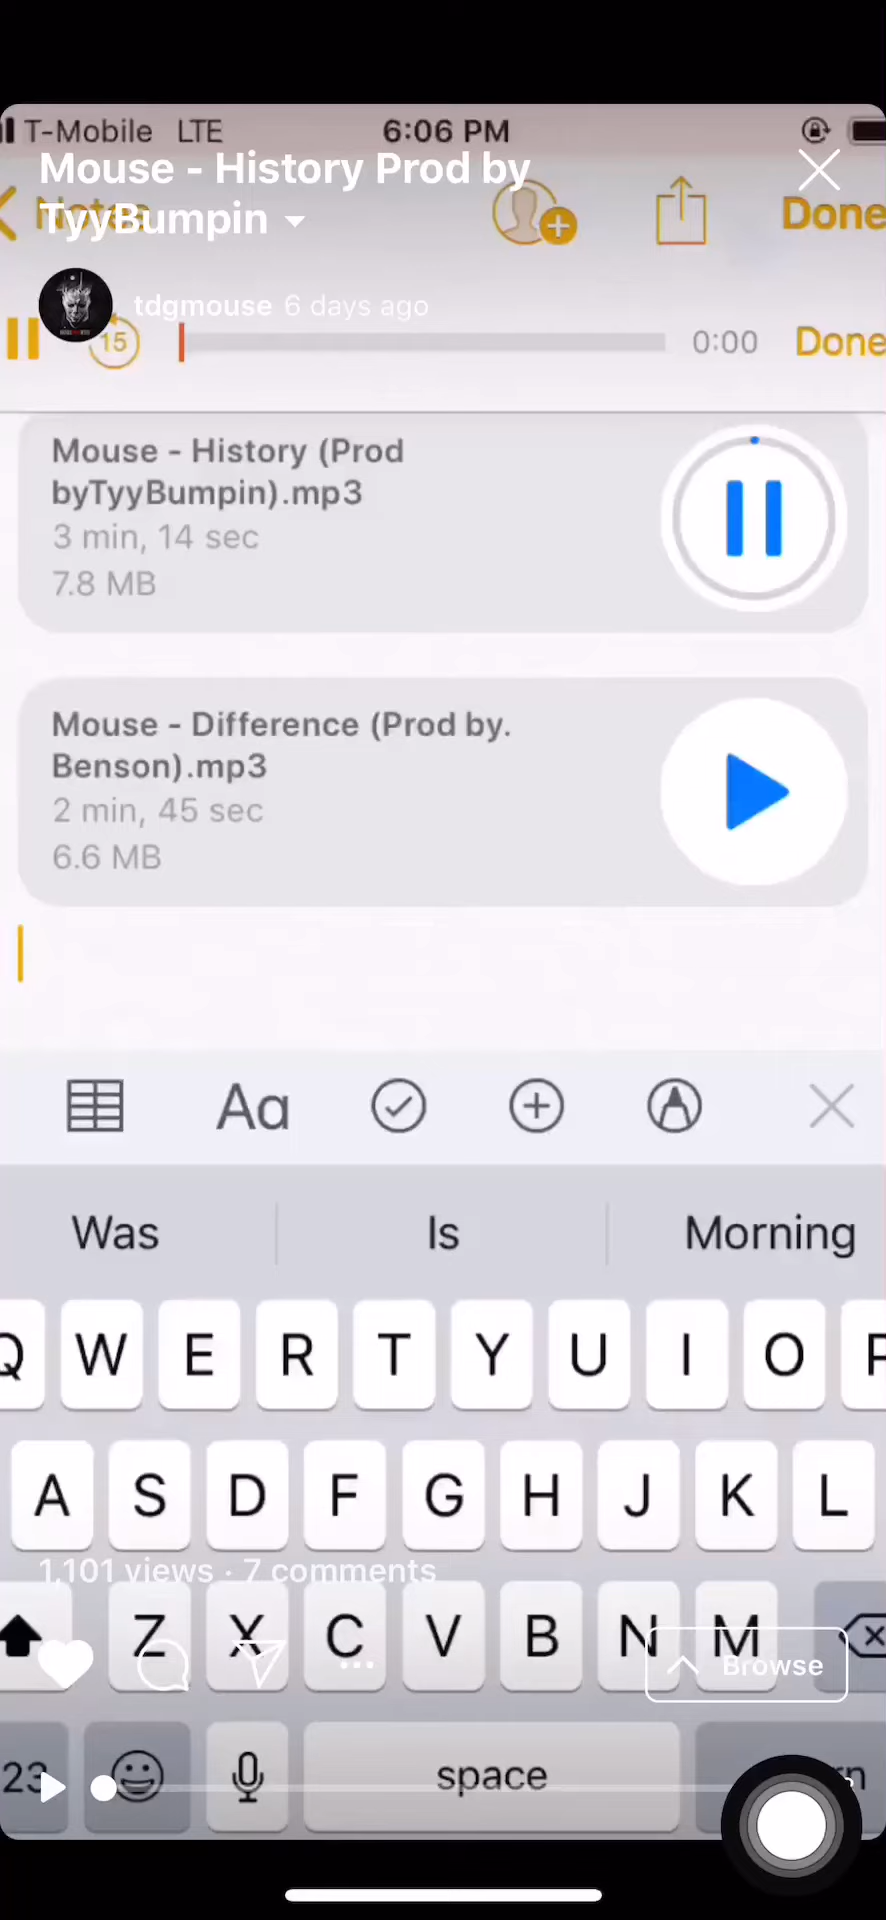 T-Mobile LTE 6:06 PM
Mouse - History Prod by
TyyBumpin
Notes
Done
tdgmouse 6 days ago
15
0:00
Done
Mouse - History (Prod
byTyyBumpin).mp3
3 min, 14 sec
7.8 MB
Mouse - Difference (Prod by.
Benson).mp3
2 min, 45 sec
6.6 MB
Aa
Was Is Morning
Q W E R T Y U I O P
A S D F G H J K L
1,101 views · 7 comments
Z X C V B N M
Browse
23 space